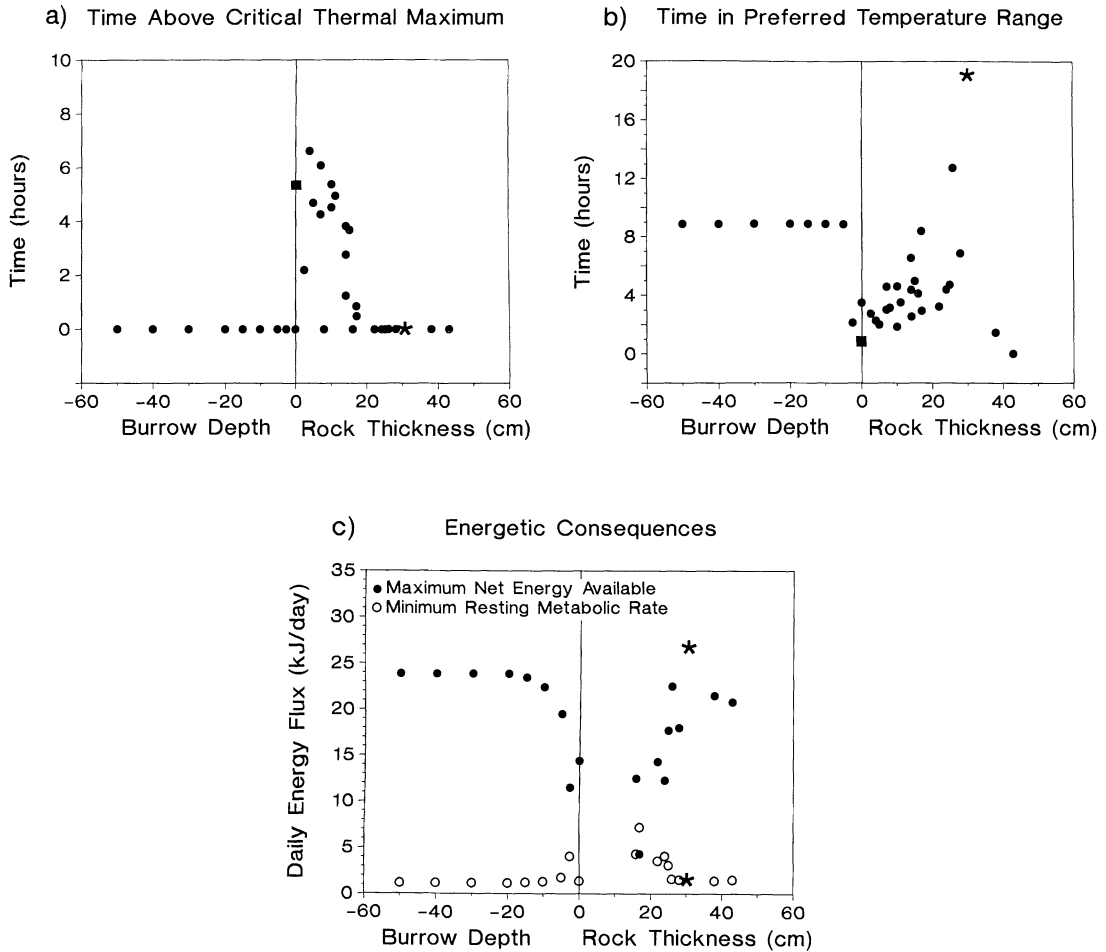 a) Time Above Critical Thermal Maximum
10
8
6
4
2
0
Time (hours)
-60 -40 -20 0 20 40 60
Burrow Depth Rock Thickness (cm)
b) Time in Preferred Temperature Range
20
16
12
8
4
0
Time (hours)
-60 -40 -20 0 20 40 60
Burrow Depth Rock Thickness (cm)
c) Energetic Consequences
35
30
25
20
15
10
5
0
Daily Energy Flux (kJ/day)
Maximum Net Energy Available
Minimum Resting Metabolic Rate
-60 -40 -20 0 20 40 60
Burrow Depth Rock Thickness (cm)